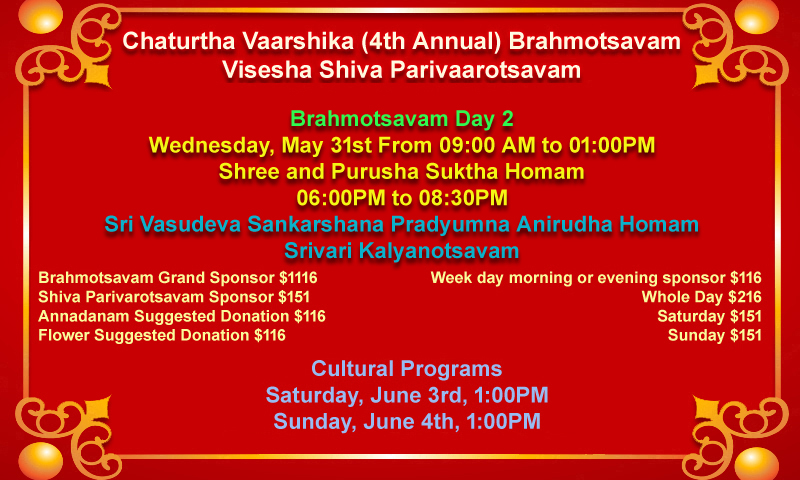 Chaturtha Vaarshika (4th Annual) Brahmotsavam
Visesha Shiva Parivaarotsavam
Brahmotsavam Day 2
Wednesday, May 31st From 09:00 AM to 01:00PM
Shree and Purusha Suktha Homam
06:00PM to 08:30PM
Sri Vasudeva Sankarshana Pradyumna Anirudha Homam
Srivari Kalyanotsavam
Brahmotsavam Grand Sponsor $1116
Shiva Parivarotsavam Sponsor $151
Annadanam Suggested Donation $116
Flower Suggested Donation $116
Week day morning or evening sponsor $116
Whole Day $216
Saturday $151
Sunday $151
Cultural Programs
Saturday, June 3rd, 1:00PM
Sunday, June 4th, 1:00PM